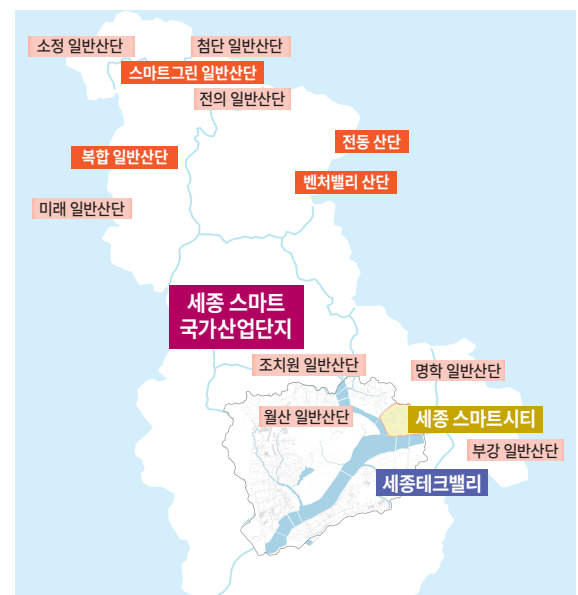 소정 일반산단
첨단 일반산단
스마트그린 일반산단
전의 일반산단
전동 산단
복합 일반산단
벤처밸리 산단
미래 일반산단
세종 스마트
국가산업단지
조치원 일반산단
명학 일반산단
월산 일반산단
세종 스마트시티
부강 일반산단
세종테크밸리